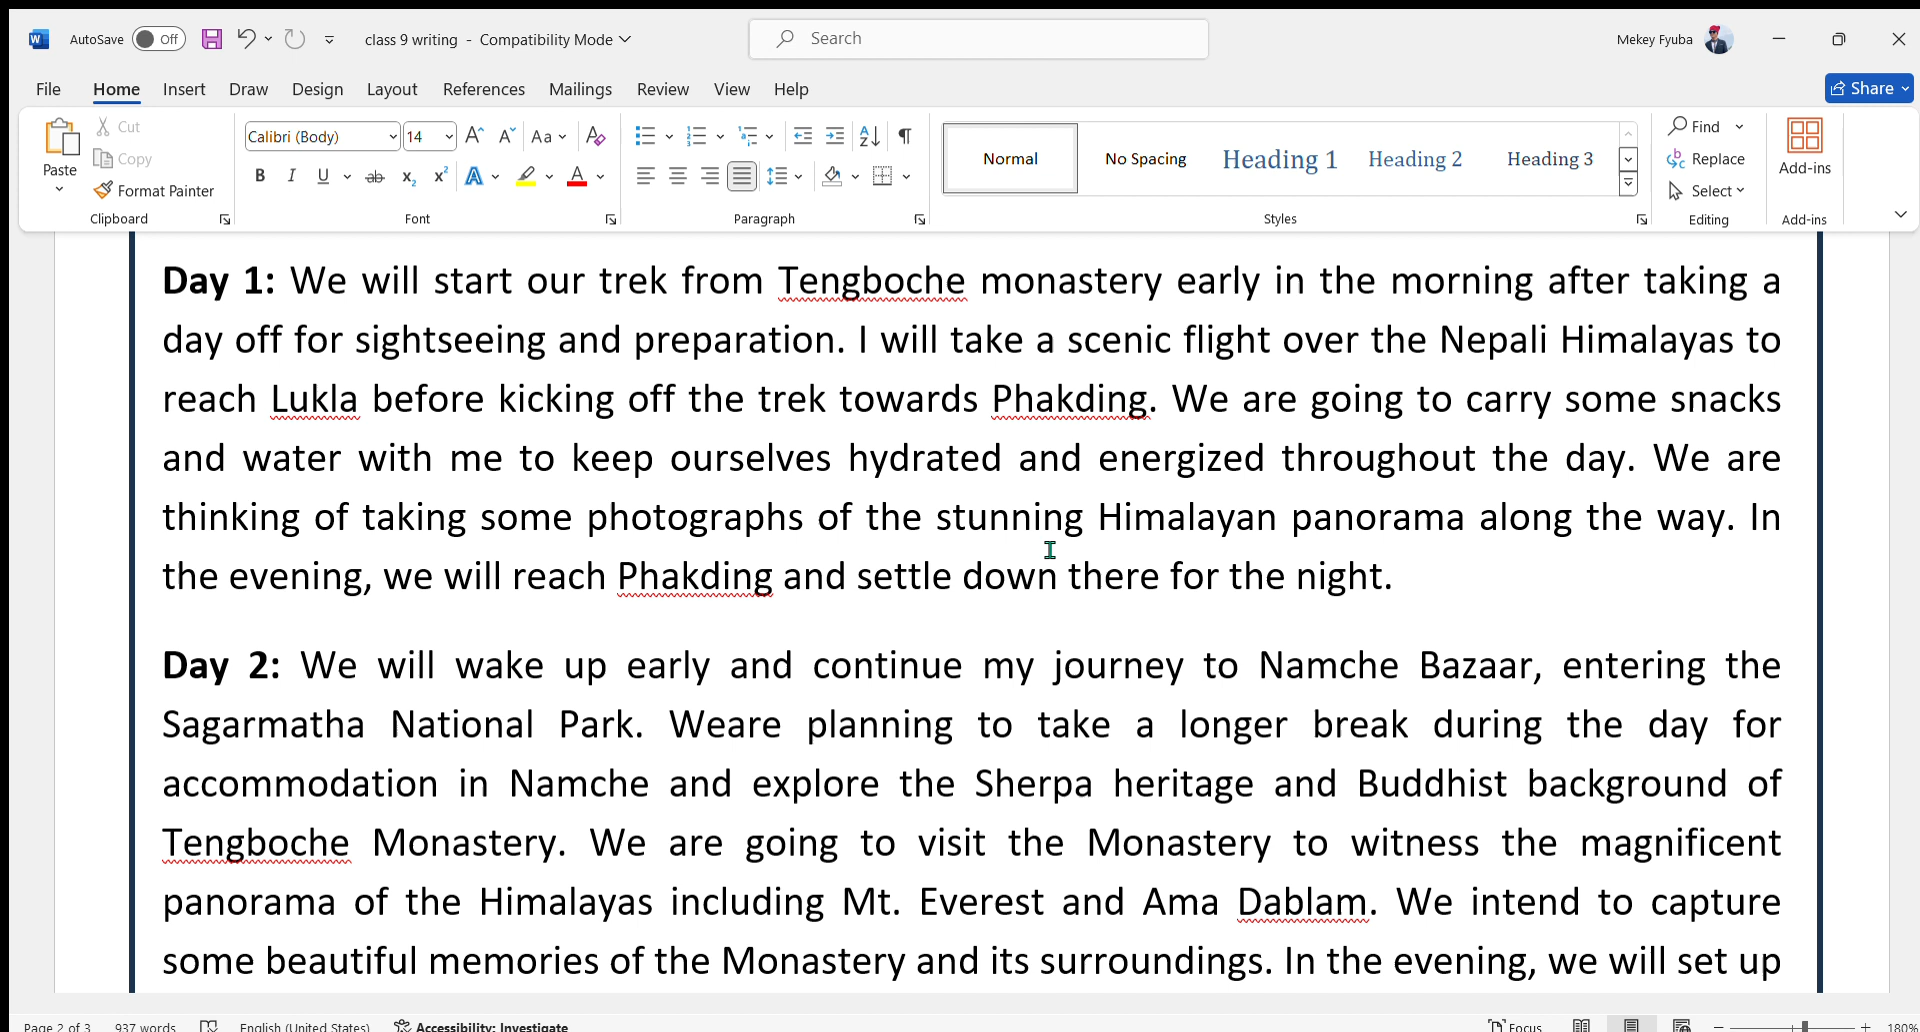 AutoSave Off class 9 writing - Compatibility Mode Search Mekey Fyuba
File Home Insert Draw Design Layout References Mailings Review View Help Share
Paste Cut Copy Format Painter Clipboard
Calibri (Body) 14 Aa B I U ab x₂ x² A A Font
Paragraph
Normal No Spacing Heading 1 Heading 2 Heading 3 Styles
Find Replace Select Editing
Add-ins Add-ins
Day 1: We will start our trek from Tengboche monastery early in the morning after taking a
day off for sightseeing and preparation. I will take a scenic flight over the Nepali Himalayas to
reach Lukla before kicking off the trek towards Phakding. We are going to carry some snacks
and water with me to keep ourselves hydrated and energized throughout the day. We are
thinking of taking some photographs of the stunning Himalayan panorama along the way. In
the evening, we will reach Phakding and settle down there for the night.
Day 2: We will wake up early and continue my journey to Namche Bazaar, entering the
Sagarmatha National Park. Weare planning to take a longer break during the day for
accommodation in Namche and explore the Sherpa heritage and Buddhist background of
Tengboche Monastery. We are going to visit the Monastery to witness the magnificent
panorama of the Himalayas including Mt. Everest and Ama Dablam. We intend to capture
some beautiful memories of the Monastery and its surroundings. In the evening, we will set up
Page 2 of 3 937 words English (United States) Accessibility: Investigate Focus 180%